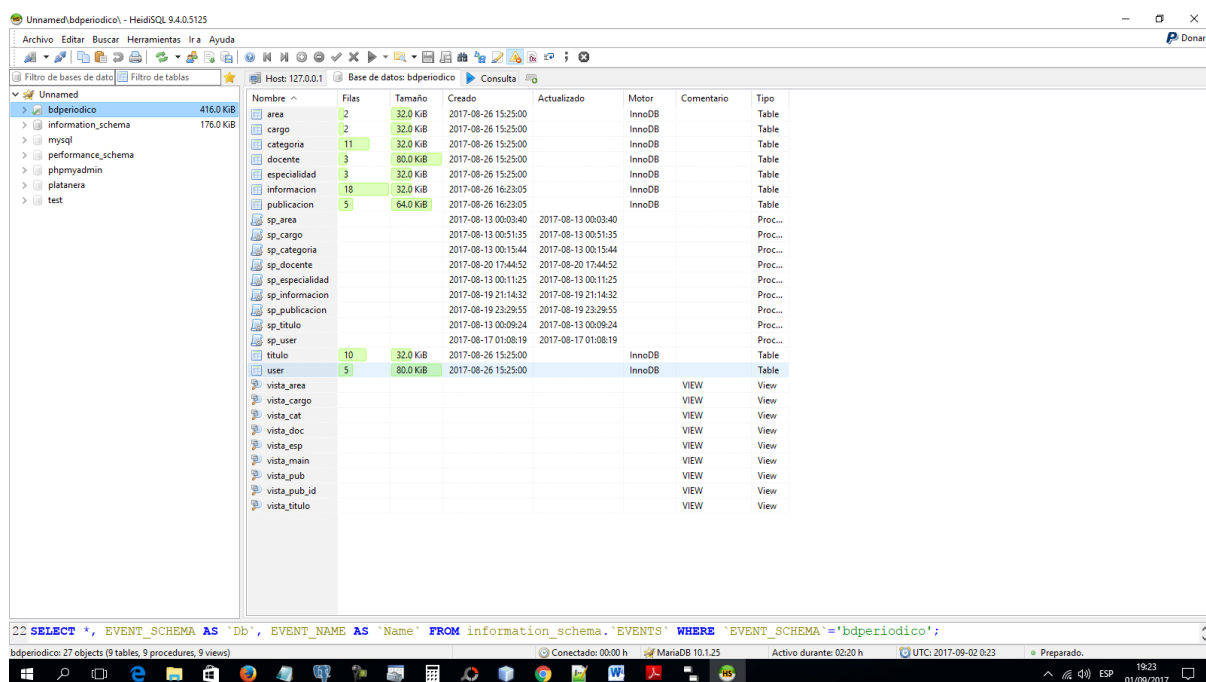 Unnamed\bdperiodico\ - HeidiSQL 9.4.0.5125
Archivo Editar Buscar Herramientas Ir a Ayuda
Donar
Filtro de bases de dato Filtro de tablas
Host: 127.0.0.1 Base de datos: bdperiodico Consulta
Unnamed
bdperiodico 416.0 KiB
information_schema 176.0 KiB
mysql
performance_schema
phpmyadmin
platanera
test
Nombre Filas Tamaño Creado Actualizado Motor Comentario Tipo
area 2 32.0 KiB 2017-08-26 15:25:00 InnoDB Table
cargo 2 32.0 KiB 2017-08-26 15:25:00 InnoDB Table
categoria 11 32.0 KiB 2017-08-26 15:25:00 InnoDB Table
docente 3 80.0 KiB 2017-08-26 15:25:00 InnoDB Table
especialidad 3 32.0 KiB 2017-08-26 15:25:00 InnoDB Table
informacion 18 32.0 KiB 2017-08-26 16:23:05 InnoDB Table
publicacion 5 64.0 KiB 2017-08-26 16:23:05 InnoDB Table
sp_area 2017-08-13 00:03:40 2017-08-13 00:03:40 Proc...
sp_cargo 2017-08-13 00:51:35 2017-08-13 00:51:35 Proc...
sp_categoria 2017-08-13 00:15:44 2017-08-13 00:15:44 Proc...
sp_docente 2017-08-20 17:44:52 2017-08-20 17:44:52 Proc...
sp_especialidad 2017-08-13 00:11:25 2017-08-13 00:11:25 Proc...
sp_informacion 2017-08-19 21:14:32 2017-08-19 21:14:32 Proc...
sp_publicacion 2017-08-19 23:29:55 2017-08-19 23:29:55 Proc...
sp_titulo 2017-08-13 00:09:24 2017-08-13 00:09:24 Proc...
sp_user 2017-08-17 01:08:19 2017-08-17 01:08:19 Proc...
titulo 10 32.0 KiB 2017-08-26 15:25:00 InnoDB Table
user 5 80.0 KiB 2017-08-26 15:25:00 InnoDB Table
vista_area VIEW View
vista_cargo VIEW View
vista_cat VIEW View
vista_doc VIEW View
vista_esp VIEW View
vista_main VIEW View
vista_pub VIEW View
vista_pub_id VIEW View
vista_titulo VIEW View
22 SELECT *, EVENT_SCHEMA AS `Db`, EVENT_NAME AS `Name` FROM information_schema.`EVENTS` WHERE `EVENT_SCHEMA`='bdperiodico';
bdperiodico: 27 objects (9 tables, 9 procedures, 9 views) Conectado: 00:00 h MariaDB 10.1.25 Activo durante: 02:20 h UTC: 2017-09-02 0:23 Preparado.
ESP
19:23
01/09/2017